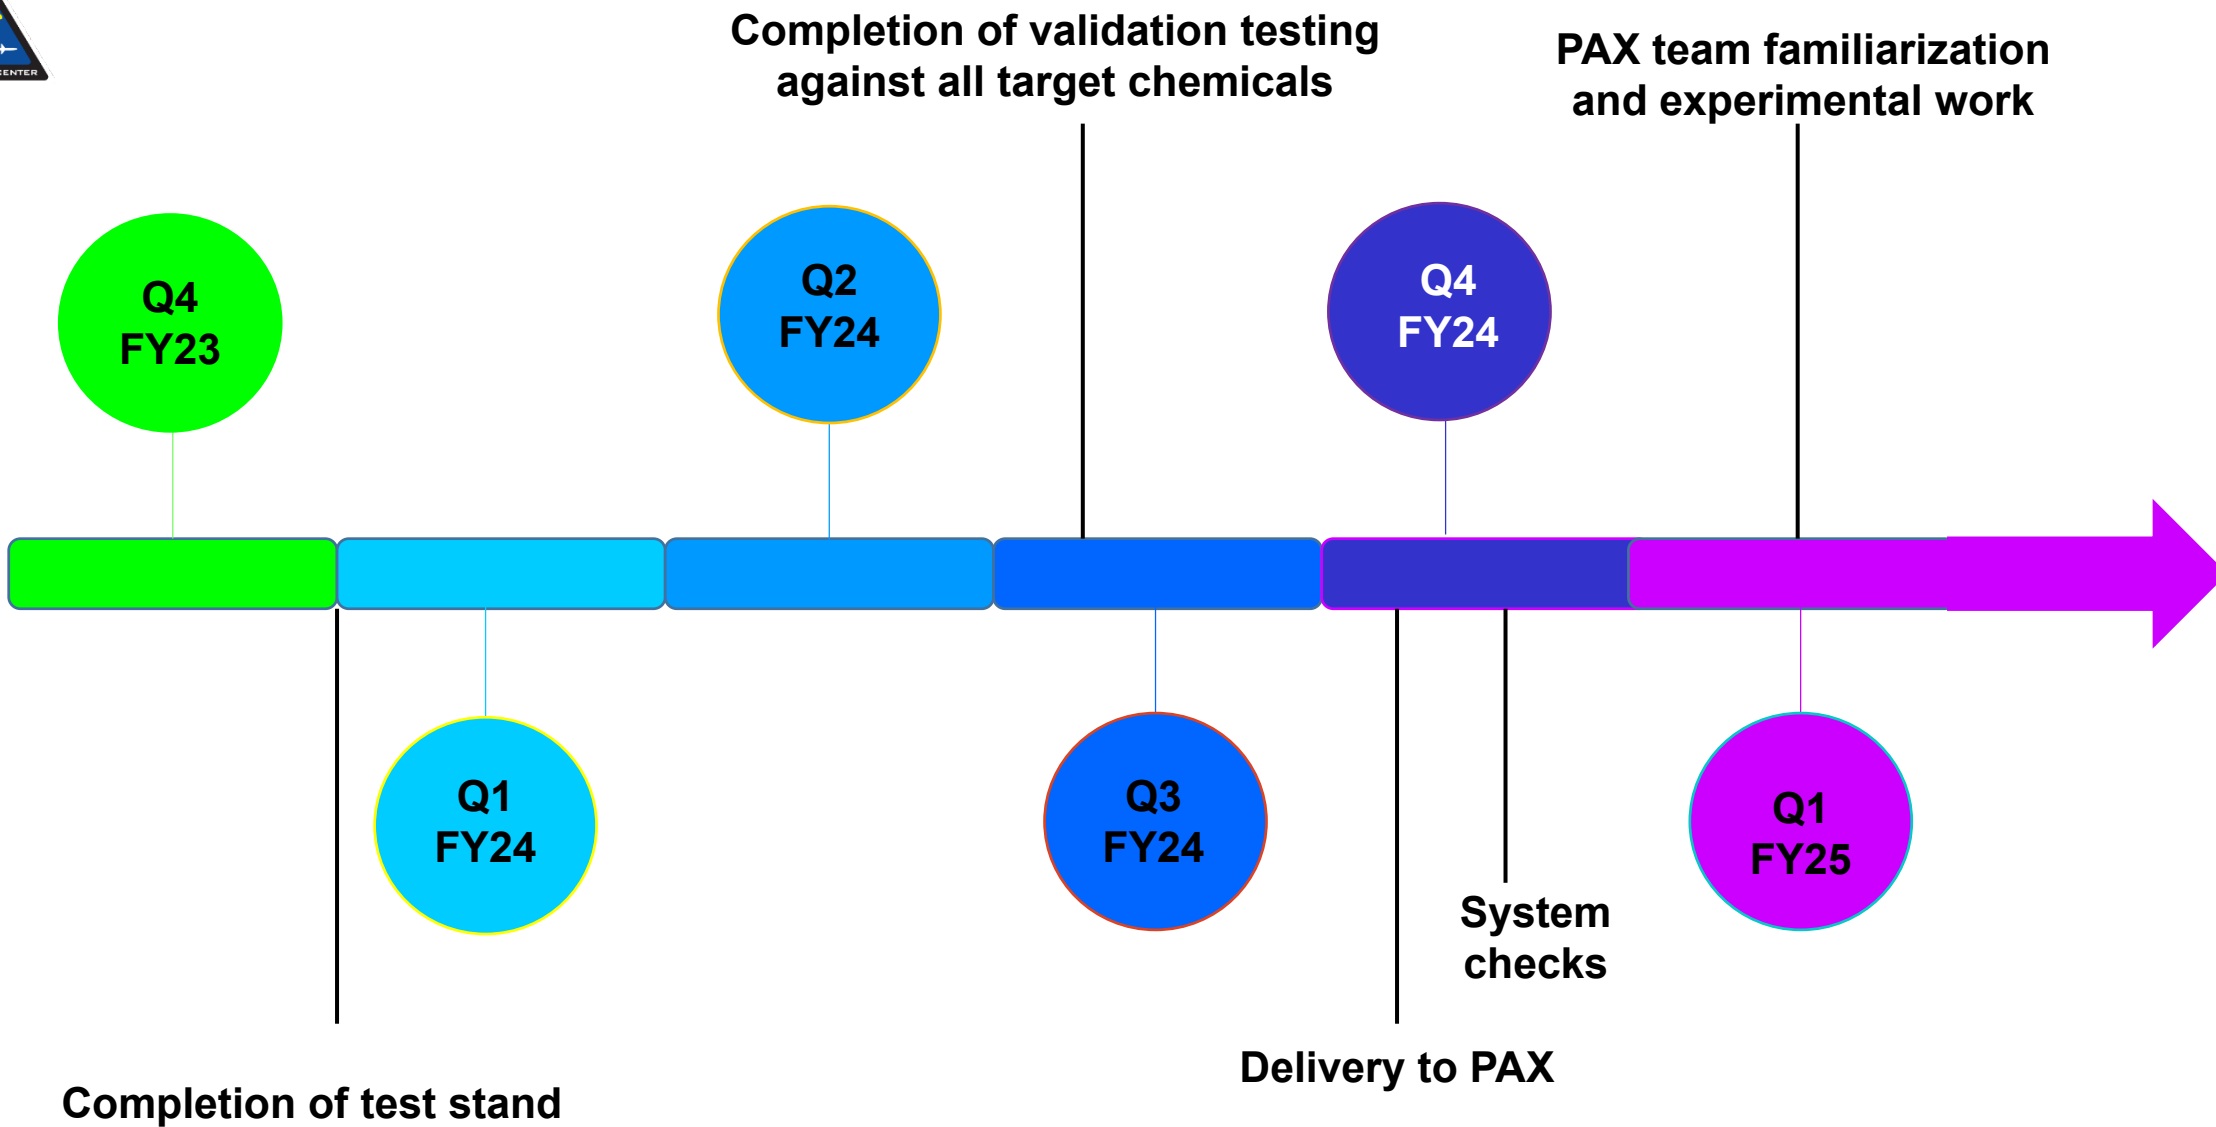 CENTER
Completion of validation testing
against all target chemicals
PAX team familiarization
and experimental work
Q4
FY23
Q2
FY24
Q4
FY24
Q1
FY24
Q3
FY24
Q1
FY25
System
checks
Delivery to PAX
Completion of test stand